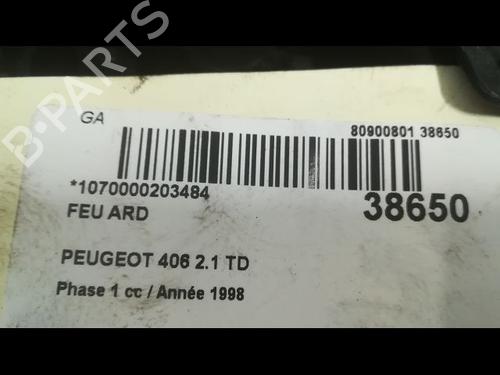 GA
80900801 38650
*1070000203484
38650
FEU ARD
PEUGEOT 406 2.1 TD
Phase 1 cc / Année 1998
B-PARTS